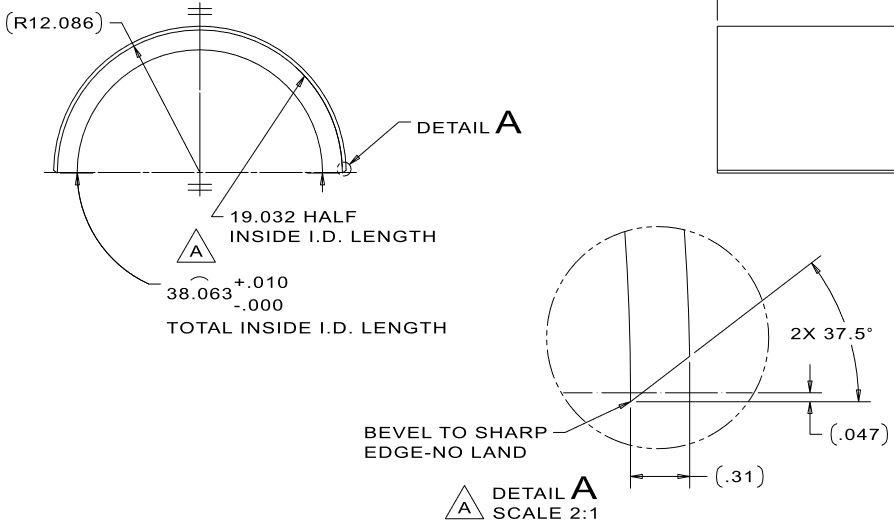 (R12.086)
DETAIL A
19.032 HALF
INSIDE I.D. LENGTH
A
38.063 +.010
-.000
TOTAL INSIDE I.D. LENGTH
2X 37.5°
BEVEL TO SHARP
EDGE-NO LAND
(.047)
(.31)
A
DETAIL A
SCALE 2:1